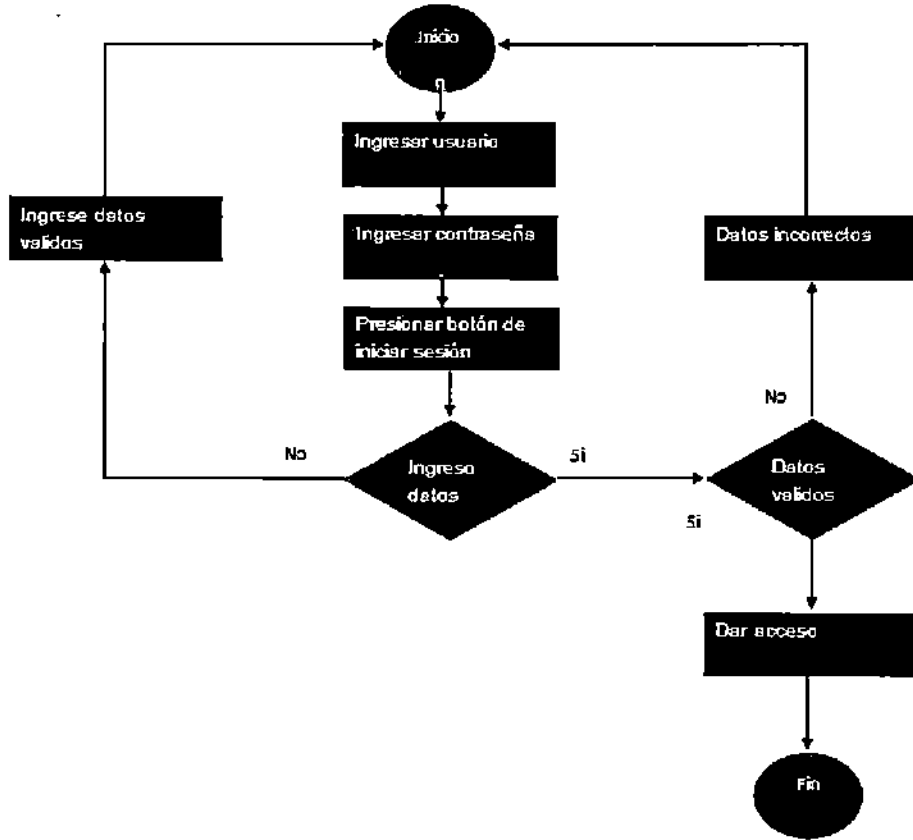 Inicio
Ingresar usuario
Ingrese datos
validos
Ingresar contraseña
Datos incorrectos
Presionar botón de
iniciar sesión
No
No
Ingreso
datos
Si
Datos
validos
Si
Dar acceso
Fin